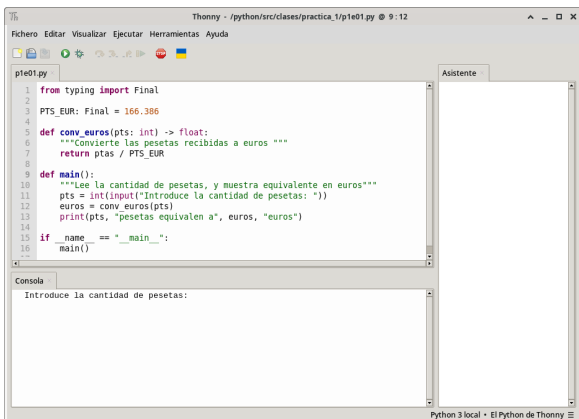 Thonny - /python/src/clases/practica_1/p1e01.py @ 9 : 12
Fichero Editar Visualizar Ejecutar Herramientas Ayuda
STOP
p1e01.py
Asistente
1 from typing import Final
2
3 PTS_EUR: Final = 166.386
4
5 def conv_euros(pts: int) -> float:
6     """Convierte las pesetas recibidas a euros """
7     return ptas / PTS_EUR
8
9 def main():
10     """Lee la cantidad de pesetas, y muestra equivalente en euros"""
11     pts = int(input("Introduce la cantidad de pesetas: "))
12     euros = conv_euros(pts)
13     print(pts, "pesetas equivalen a", euros, "euros")
14
15 if __name__ == "__main__":
16     main()
Consola
Introduce la cantidad de pesetas:
Python 3 local • El Python de Thonny ☰